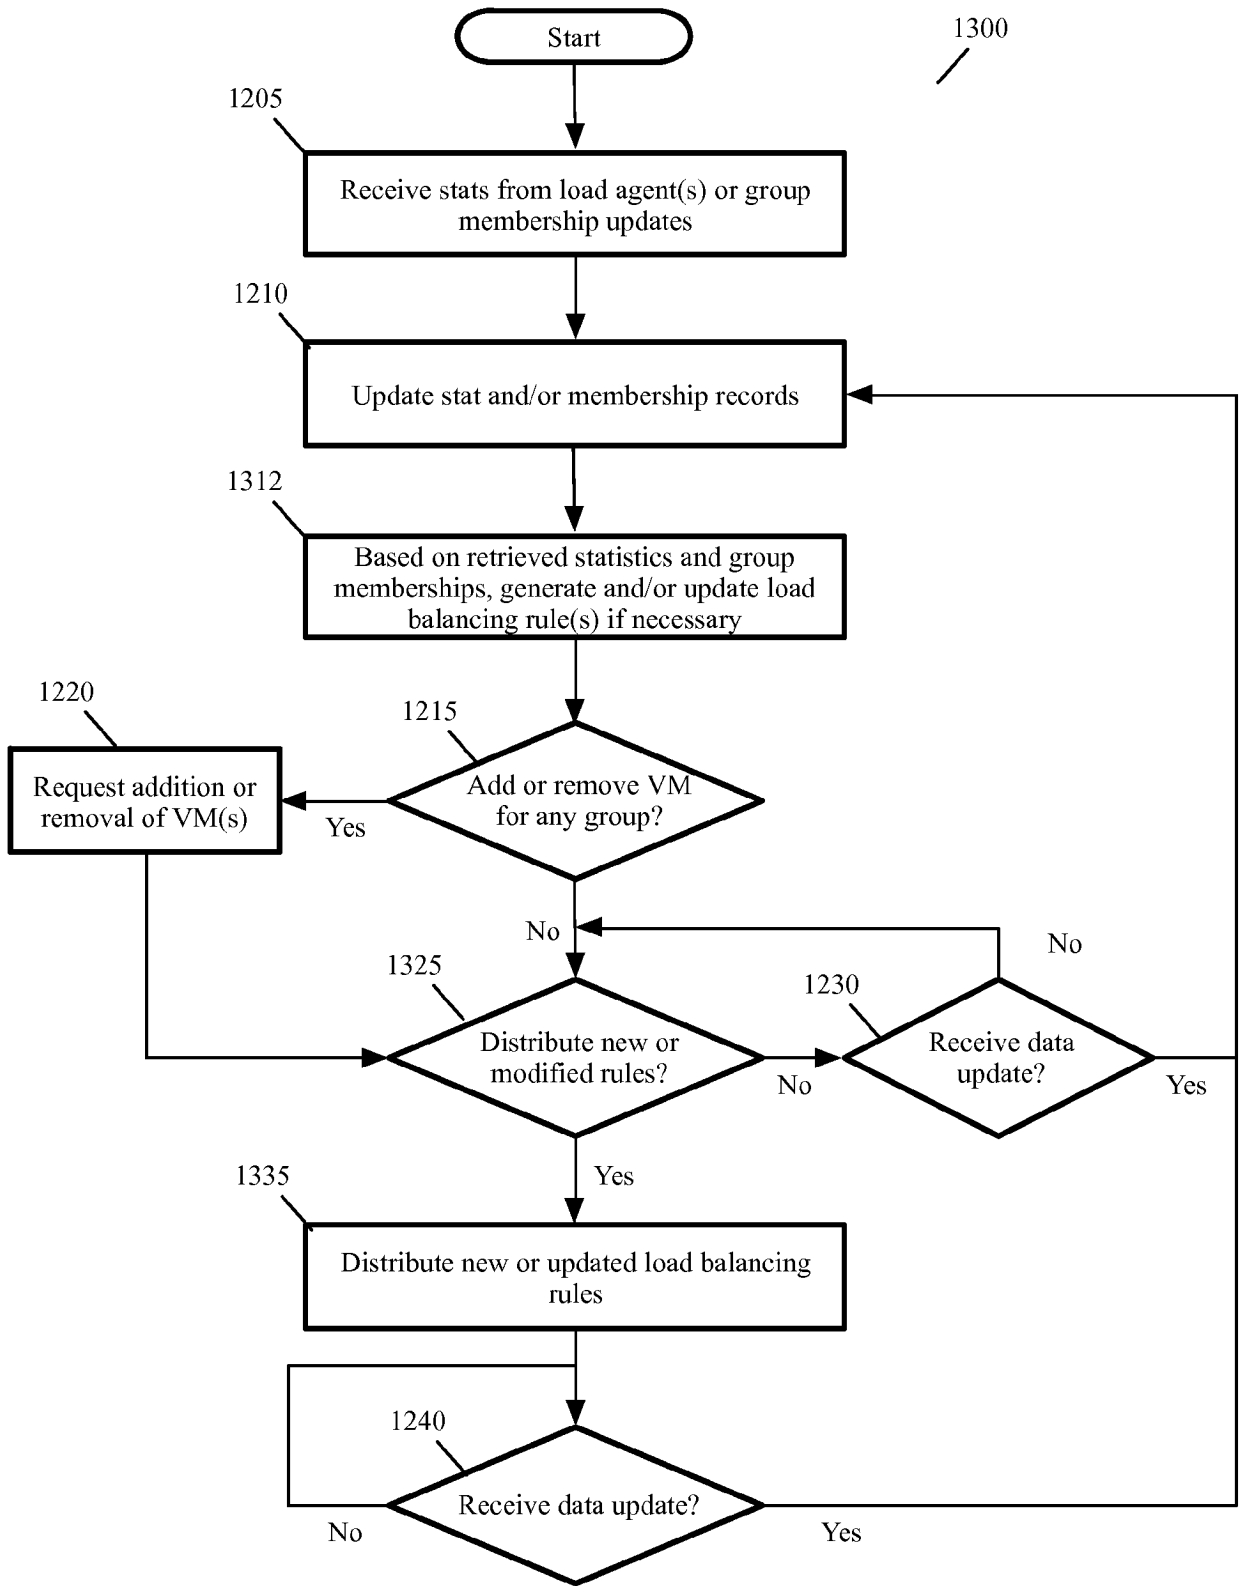 Start
1300
1205
Receive stats from load agent(s) or group
membership updates
1210
Update stat and/or membership records
1312
Based on retrieved statistics and group
memberships, generate and/or update load
balancing rule(s) if necessary
1220
1215
Request addition or
removal of VM(s)
Add or remove VM
for any group?
Yes
No
No
1325
1230
Distribute new or
modified rules?
Receive data
update?
No
Yes
Yes
1335
Distribute new or updated load balancing
rules
1240
Receive data update?
No
Yes